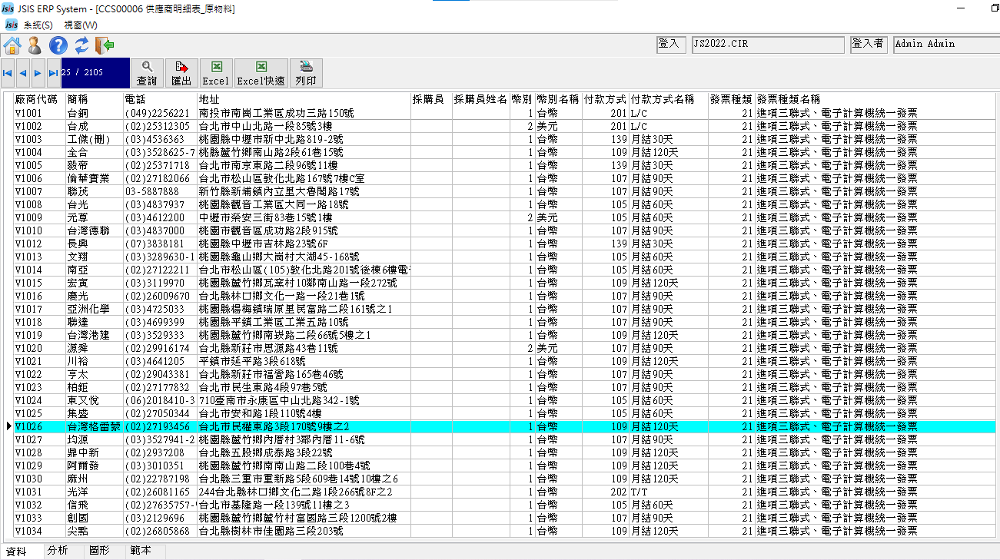 jsis JSIS ERP System - [CCS00006 供應商明細表_原物料]
jsis 系統(S) 視窗(W)
登入 JS2022.CIR 登入者 Admin Admin
25 / 2105 查詢 匯出 Excel Excel快速 列印
廠商代碼 簡稱 電話 地址 採購員 採購員姓名 幣別 幣別名稱 付款方式 付款方式名稱 發票種類 發票種類名稱
V1001 台銅 (049)2256221 南投市南崗工業區成功三路150號 1 台幣 201 L/C 21 進項三聯式、電子計算機統一發票
V1002 台成 (02)25312305 台北市中山北路一段85號3樓 2 美元 201 L/C 21 進項三聯式、電子計算機統一發票
V1003 工傑(刪) (03)4536363 桃園縣中壢市新中北路819-2號 1 台幣 139 月結30天 21 進項三聯式、電子計算機統一發票
V1004 全合 (03)3528625-7 桃縣蘆竹鄉南山路2段61巷15號 1 台幣 109 月結120天 21 進項三聯式、電子計算機統一發票
V1005 毅帝 (02)25371718 台北市南京東路二段96號11樓 1 台幣 139 月結30天 21 進項三聯式、電子計算機統一發票
V1006 倫華實業 (02)27182066 台北市松山區敦化北路167號7樓C室 1 台幣 107 月結90天 21 進項三聯式、電子計算機統一發票
V1007 聯茂 03-5887888 新竹縣新埔鎮內立里大魯閣路17號 1 台幣 107 月結90天 21 進項三聯式、電子計算機統一發票
V1008 台光 (03)4837937 桃園縣觀音工業區大同一路18號 1 台幣 105 月結60天 21 進項三聯式、電子計算機統一發票
V1009 元尊 (03)4612200 中壢市榮安三街83巷15號1樓 2 美元 105 月結60天 21 進項三聯式、電子計算機統一發票
V1010 台灣德聯 (03)4837000 桃園市觀音區成功路2段915號 1 台幣 107 月結90天 21 進項三聯式、電子計算機統一發票
V1012 長興 (07)3838181 桃園縣中壢市吉林路23號6F 1 台幣 139 月結30天 21 進項三聯式、電子計算機統一發票
V1013 文翔 (03)3289630-1 桃園縣龜山鄉大崗村大湖45-168號 1 台幣 105 月結60天 21 進項三聯式、電子計算機統一發票
V1014 南亞 (02)27122211 台北市松山區(105)敦化北路201號後棟6樓電 1 台幣 105 月結60天 21 進項三聯式、電子計算機統一發票
V1015 宏寅 (03)3119970 桃園縣蘆竹鄉瓦窯村10鄰南山路一段272號 1 台幣 109 月結120天 21 進項三聯式、電子計算機統一發票
V1016 慶光 (02)26009670 台北縣林口鄉文化一路一段21巷1號 1 台幣 107 月結90天 21 進項三聯式、電子計算機統一發票
V1017 亞洲化學 (03)4725033 桃園縣楊梅鎮瑞原里民富路二段161號之1 1 台幣 107 月結90天 21 進項三聯式、電子計算機統一發票
V1018 聯達 (03)4699399 桃園縣平鎮工業區工業五路10號 1 台幣 107 月結90天 21 進項三聯式、電子計算機統一發票
V1019 台灣港建 (03)3529333 桃園縣蘆竹鄉南崁路二段66號5樓之1 1 台幣 109 月結120天 21 進項三聯式、電子計算機統一發票
V1020 源舜 (02)29916174 台北縣新莊市思源路43巷11號 2 美元 107 月結90天 21 進項三聯式、電子計算機統一發票
V1021 川裕 (03)4641205 平鎮市延平路3段618號 1 台幣 109 月結120天 21 進項三聯式、電子計算機統一發票
V1022 亨太 (02)29043381 台北縣新莊市福營路165巷46號 1 台幣 107 月結90天 21 進項三聯式、電子計算機統一發票
V1023 柏鉅 (02)27177832 台北市民生東路4段97巷5號 1 台幣 107 月結90天 21 進項三聯式、電子計算機統一發票
V1024 東又悅 (06)2018410-3 710臺南市永康區中山北路342-1號 1 台幣 105 月結60天 21 進項三聯式、電子計算機統一發票
V1025 集盛 (02)27050344 台北市安和路1段110號4樓 1 台幣 105 月結60天 21 進項三聯式、電子計算機統一發票
V1026 台灣格雷蒙 (02)27193456 台北市民權東路3段170號9樓之2 1 台幣 109 月結120天 21 進項三聯式、電子計算機統一發票
V1027 均源 (03)3527941-2 桃園縣蘆竹鄉內厝村3鄰內厝11-6號 1 台幣 107 月結90天 21 進項三聯式、電子計算機統一發票
V1028 鼎中新 (02)2937208 台北縣五股鄉成泰路3段22號 1 台幣 109 月結120天 21 進項三聯式、電子計算機統一發票
V1029 阿爾發 (03)3010351 桃園縣蘆竹鄉南南山路二段100巷4號 1 台幣 109 月結120天 21 進項三聯式、電子計算機統一發票
V1030 麻州 (02)22787198 台北縣三重市重新路5段609巷14號10樓之6 1 台幣 109 月結120天 21 進項三聯式、電子計算機統一發票
V1031 光洋 (02)26081165 244台北縣林口鄉文化二路1段266號8F之2 1 台幣 202 T/T 21 進項三聯式、電子計算機統一發票
V1032 信飛 (02)27635757- 台北市基隆路一段139號11樓之3 1 台幣 105 月結60天 21 進項三聯式、電子計算機統一發票
V1033 創國 (03)2129696 桃園縣蘆竹鄉蘆竹村富國路三段1200號2樓 1 台幣 107 月結90天 21 進項三聯式、電子計算機統一發票
V1034 尖點 (02)26805868 台北縣樹林市佳園路三段203號 1 台幣 109 月結120天 21 進項三聯式、電子計算機統一發票
資料 分析 圖形 範本